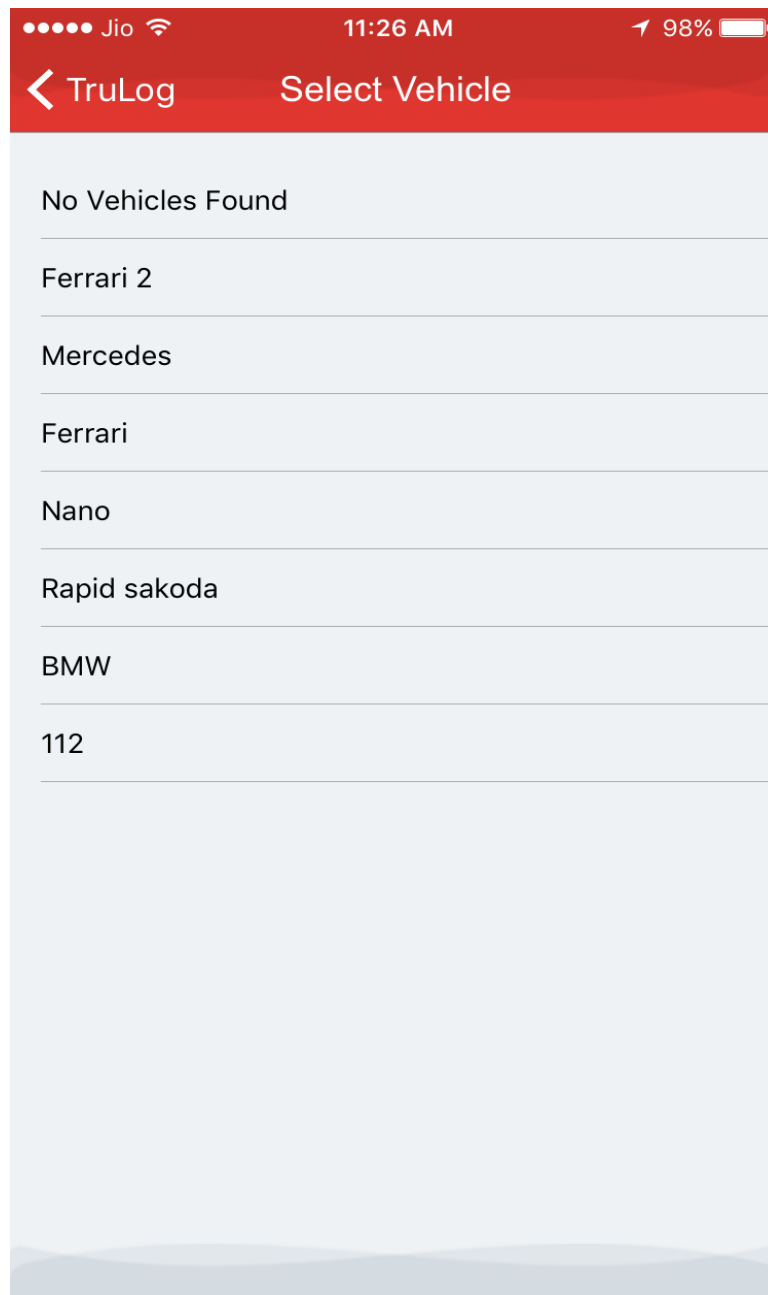 Jio 11:26 AM 98%
TruLog Select Vehicle
No Vehicles Found
Ferrari 2
Mercedes
Ferrari
Nano
Rapid sakoda
BMW
112